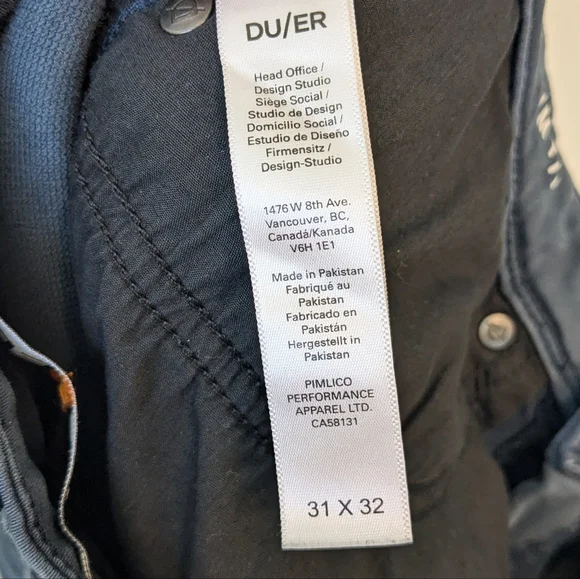 DU/ER
Head Office /
Design Studio
Siège Social /
Studio de Design
Domicilio Social /
Estudio de Diseño
Firmensitz /
Design-Studio
1476 W 8th Ave.
Vancouver, BC,
Canadá/Kanada
V6H 1E1
Made in Pakistan
Fabriqué au
Pakistan
Fabricado en
Pakistán
Hergestellt in
Pakistan
PIMLICO
PERFORMANCE
APPAREL LTD.
CA58131
31 X 32